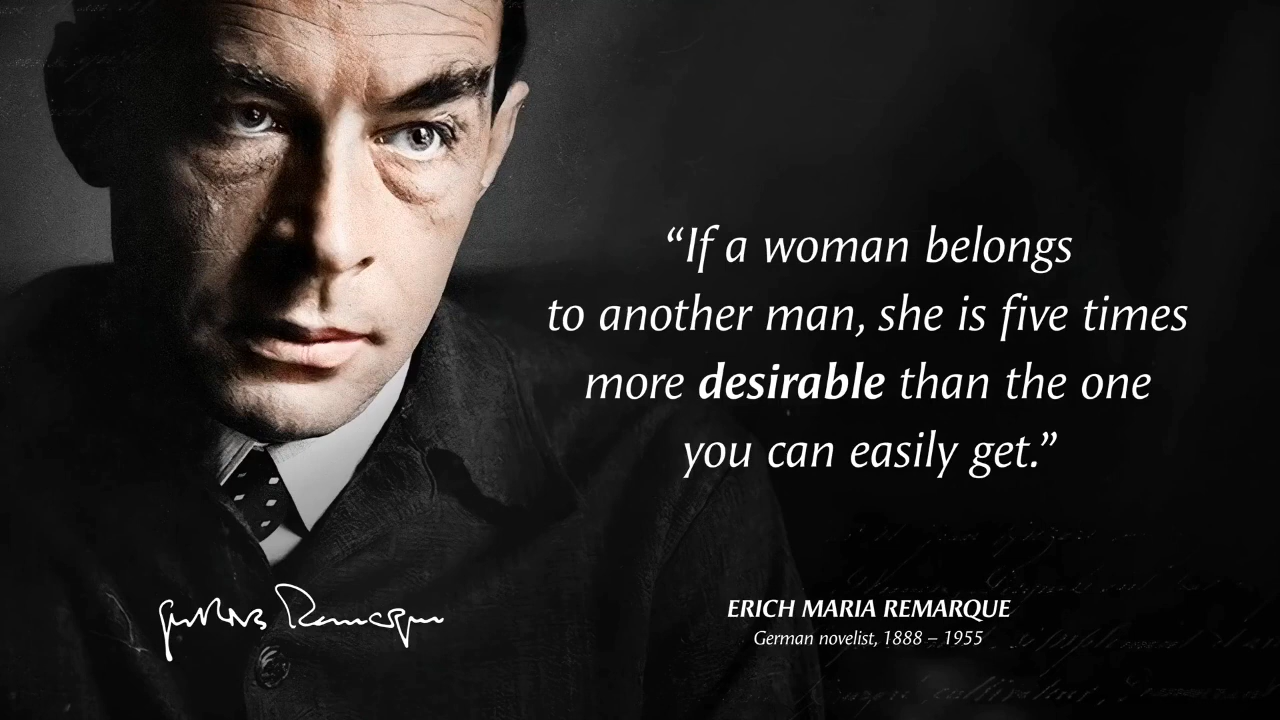 “If a woman belongs
to another man, she is five times
more desirable than the one
you can easily get.”
Remarque
ERICH MARIA REMARQUE
German novelist, 1888 – 1955